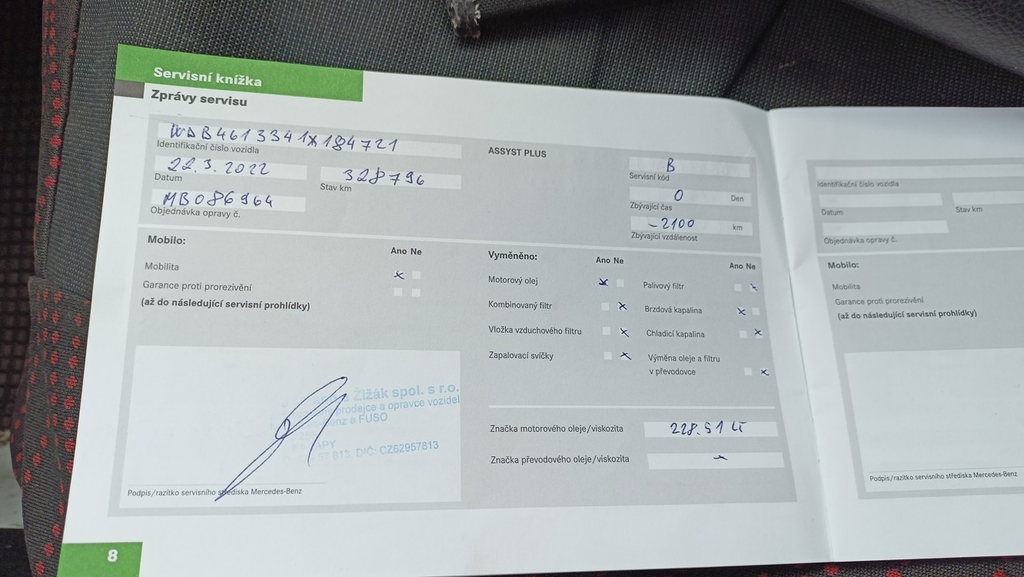 Servisní knížka
Zprávy servisu
WDB4613341X184721
Identifikační číslo vozidla
22.3.2022
Datum
328796
Stav km
MB086964
Objednávka opravy č.
ASSYST PLUS
B
Servisní kód
0 Den
Zbývající čas
-2100 km
Zbývající vzdálenost
Mobilo:
Ano Ne
Mobilita
Garance proti prorezivění
(až do následující servisní prohlídky)
Vyměněno:
Ano Ne
Ano Ne
Motorový olej
Palivový filtr
Kombinovaný filtr
Brzdová kapalina
Vložka vzduchového filtru
Chladicí kapalina
Zapalovací svíčky
Výměna oleje a filtru
v převodovce
Žižák spol. s r.o.
prodejce a opravce vozidel
a FUSO
813, DIČ: CZ62957813
Podpis/razítko servisního střediska Mercedes-Benz
Značka motorového oleje/viskozita
228.51 LT
Značka převodového oleje/viskozita
-
8
Identifikační číslo vozidla
Datum
Stav km
Objednávka opravy č.
Mobilo:
Mobilita
Garance proti prorezivění
(až do následující servisní prohlídky)
Podpis/razítko servisního střediska Mercedes-Benz